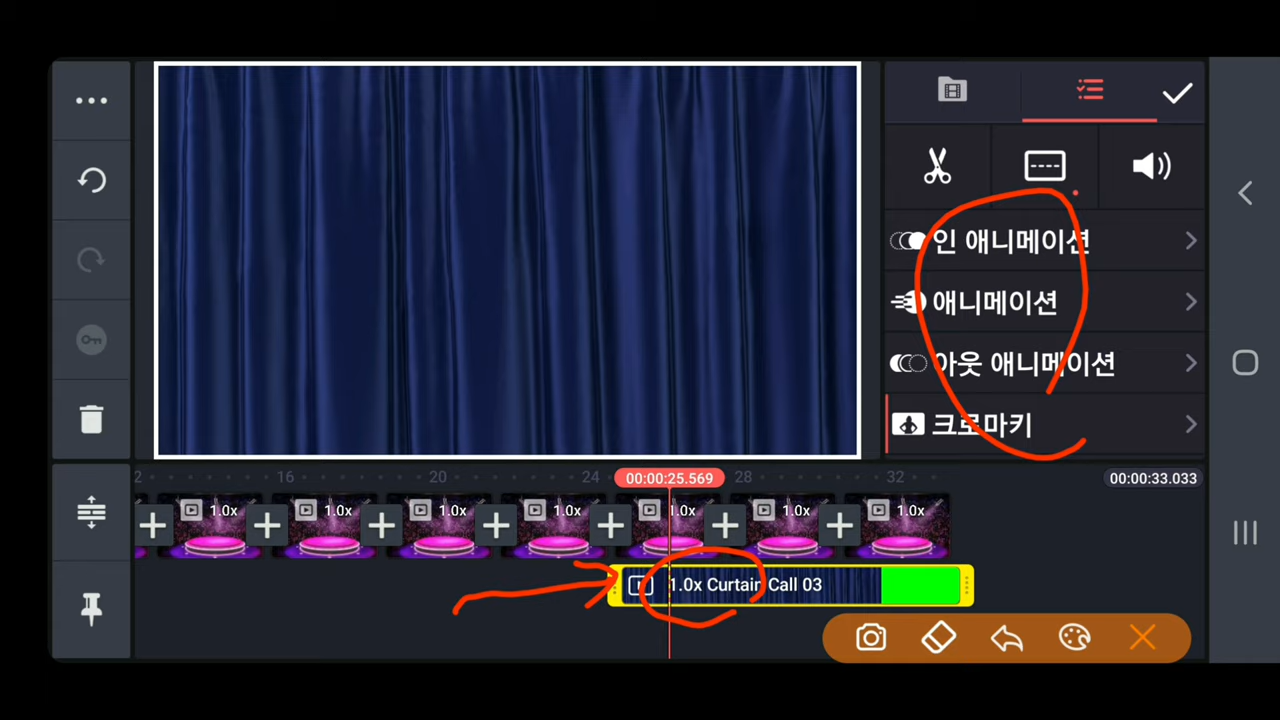 인 애니메이션
애니메이션
아웃 애니메이션
크로마키
2 16 20 24 00:00:25.569 28 32 00:00:33.033
1.0x 1.0x 1.0x 1.0x 1.0x 1.0x 1.0x
1.0x Curtain Call 03